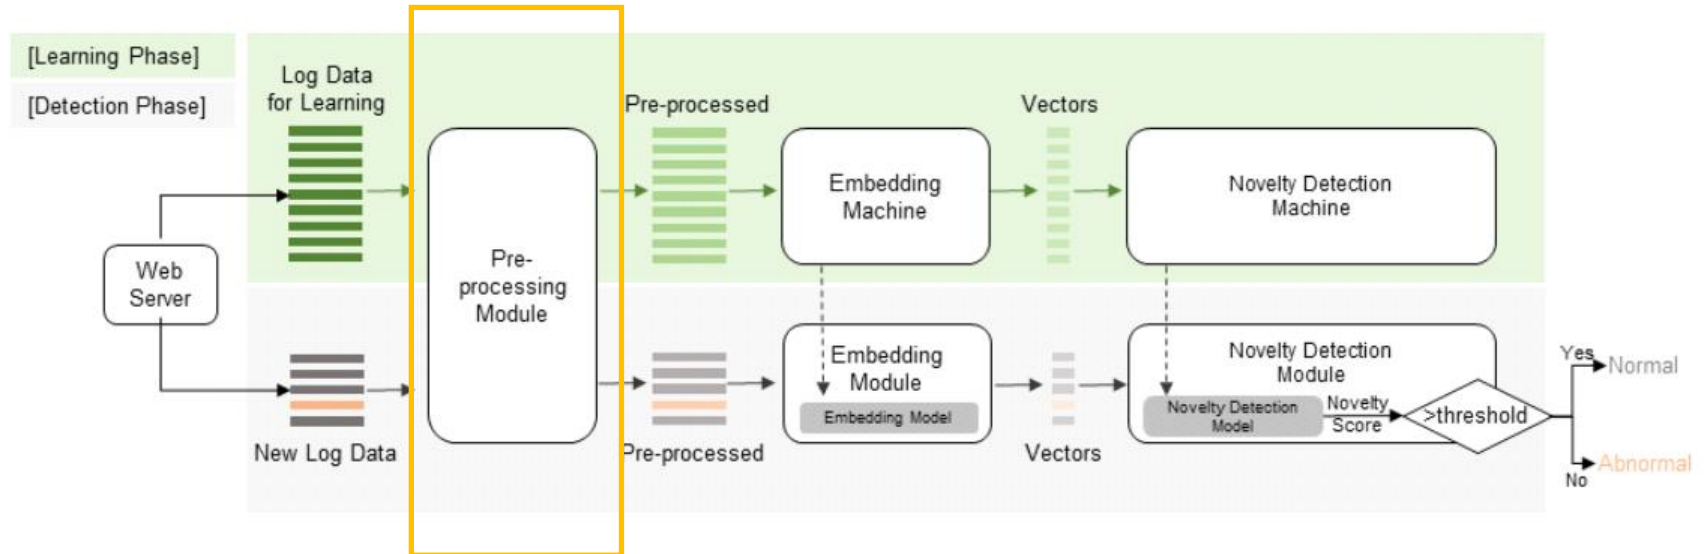 [Learning Phase]
[Detection Phase]
Log Data
for Learning
Pre-processed
Vectors
Embedding
Machine
Novelty Detection
Machine
Web
Server
Pre-
processing
Module
Embedding
Module
Embedding Model
Novelty Detection
Module
Novelty Detection
Model
Novelty
Score
>threshold
Yes
Normal
No
Abnormal
New Log Data
Pre-processed
Vectors